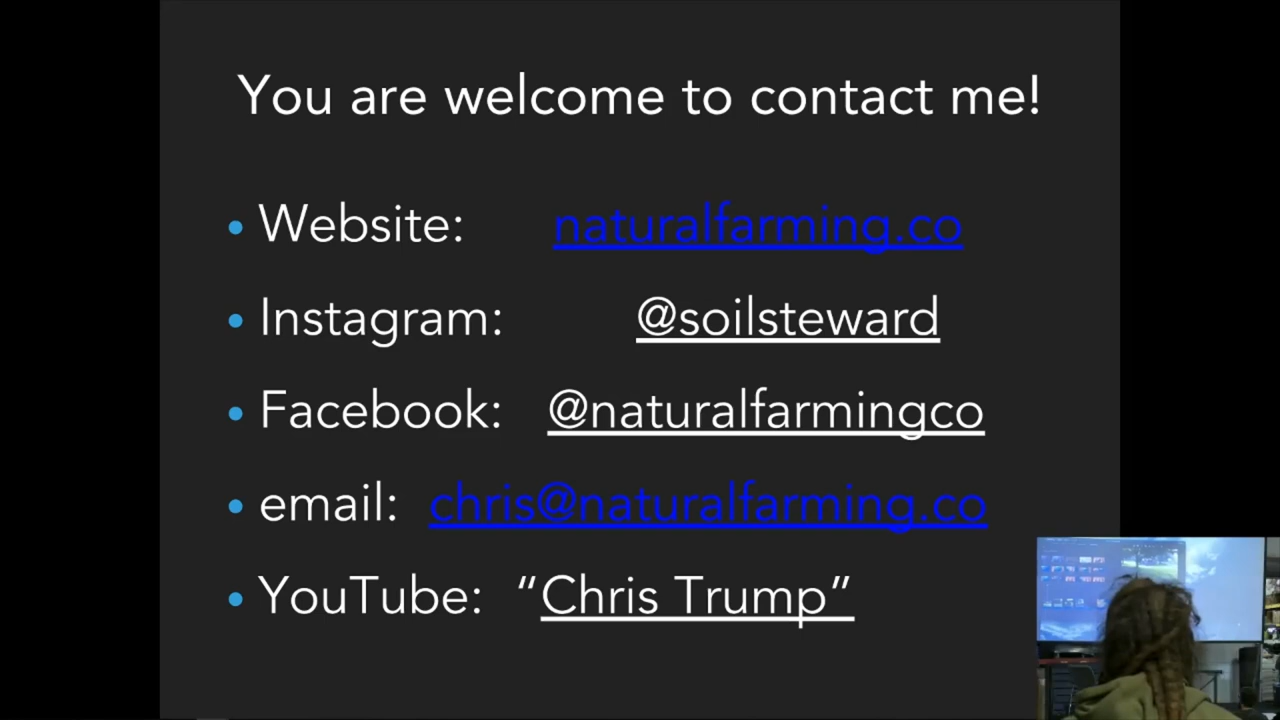 You are welcome to contact me!
• Website: naturalfarming.co
• Instagram: @soilsteward
• Facebook: @naturalfarmingco
• email: chris@naturalfarming.co
• YouTube: “Chris Trump”